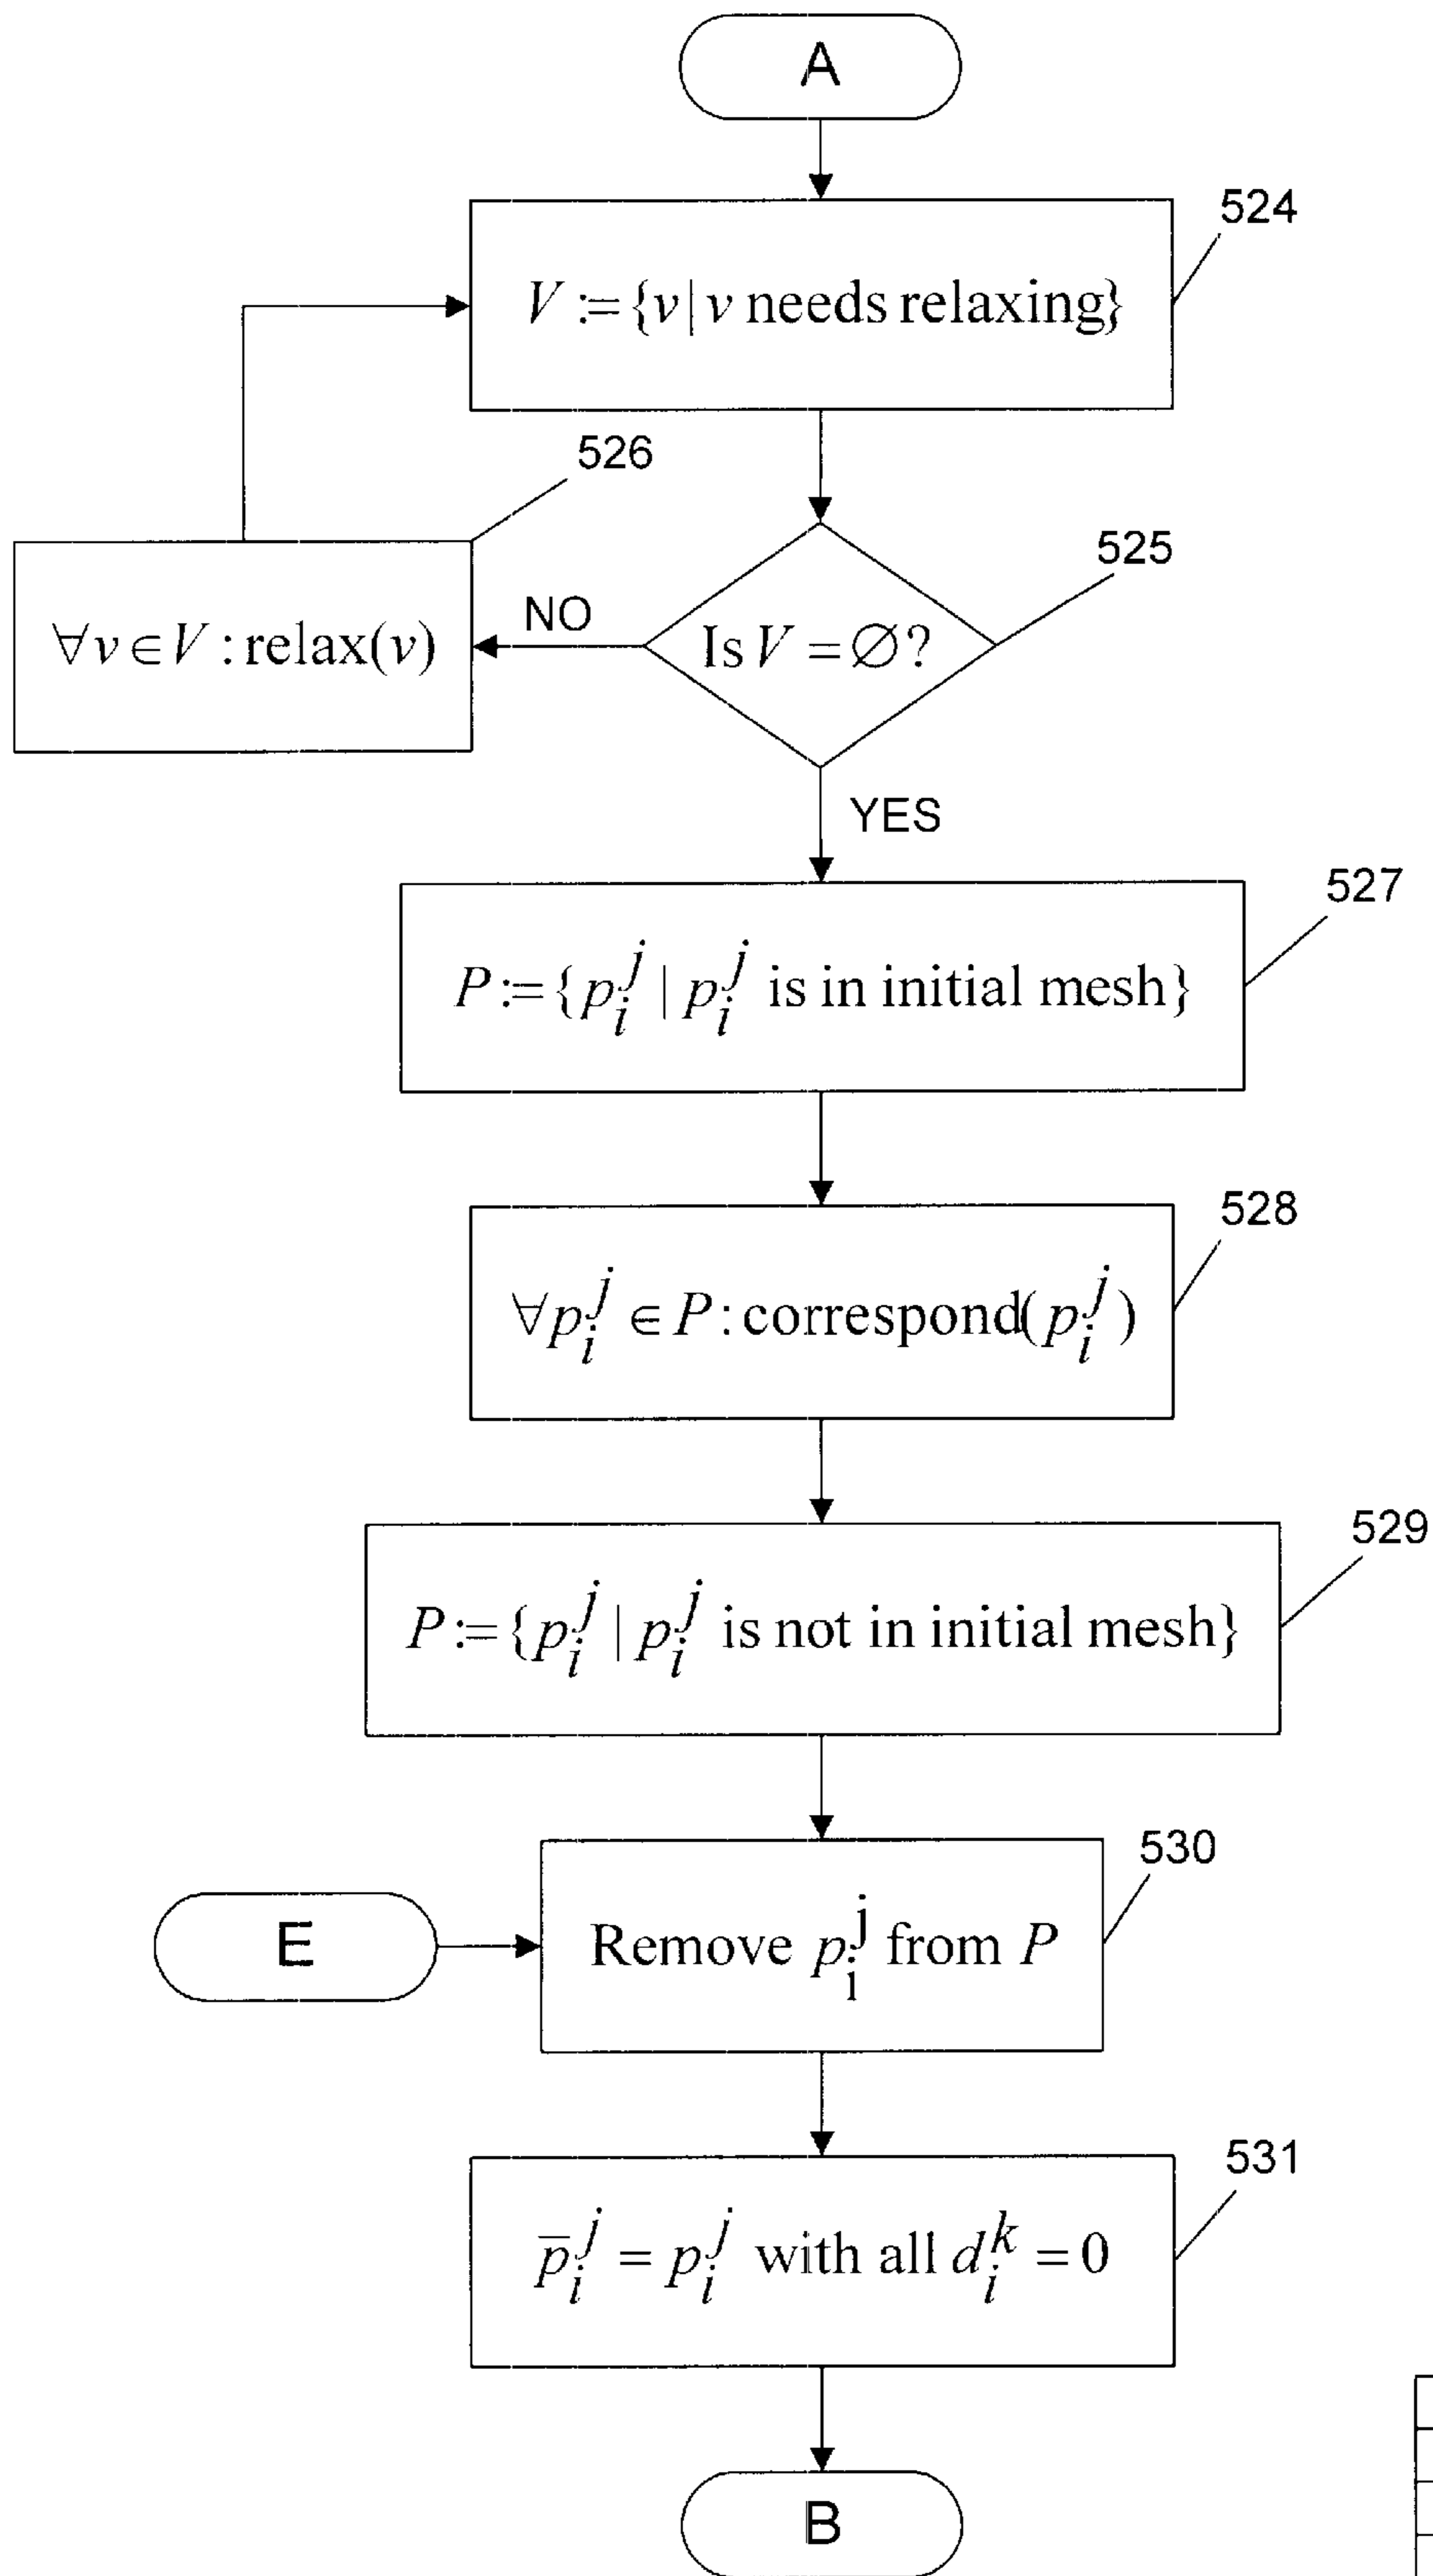 A
524
V := {v | v needs relaxing}
526
525
∀v ∈ V : relax(v)
NO
Is V = ∅?
YES
527
P := {p_i^j | p_i^j is in initial mesh}
528
∀p_i^j ∈ P : correspond(p_i^j)
529
P := {p_i^j | p_i^j is not in initial mesh}
530
E
Remove p_i^j from P
531
p̄_i^j = p_i^j with all d_i^k = 0
B